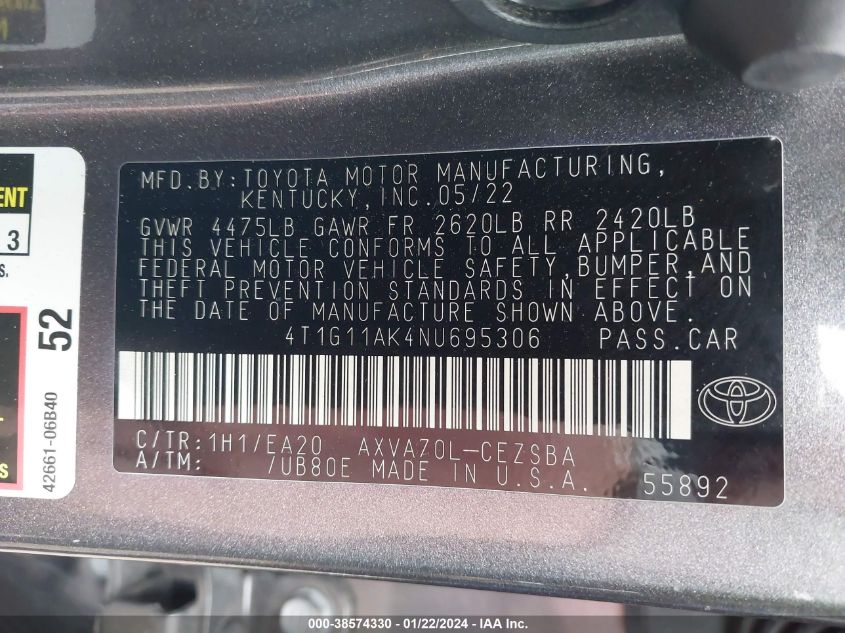 ENT
3
s.
52
42661-06B40
S
MFD.BY:TOYOTA MOTOR MANUFACTURING,
KENTUCKY,INC.05/22
GVWR 4475LB GAWR FR 2620LB RR 2420LB
THIS VEHICLE CONFORMS TO ALL APPLICABLE
FEDERAL MOTOR VEHICLE SAFETY,BUMPER,AND
THEFT PREVENTION STANDARDS IN EFFECT ON
THE DATE OF MANUFACTURE SHOWN ABOVE.
4T1G11AK4NU695306 PASS.CAR
C/TR:1H1/EA20 AXVA70L-CEZSBA
A/TM: /UB80E MADE IN U.S.A. 55892
000-38574330 - 01/22/2024 - IAA Inc.